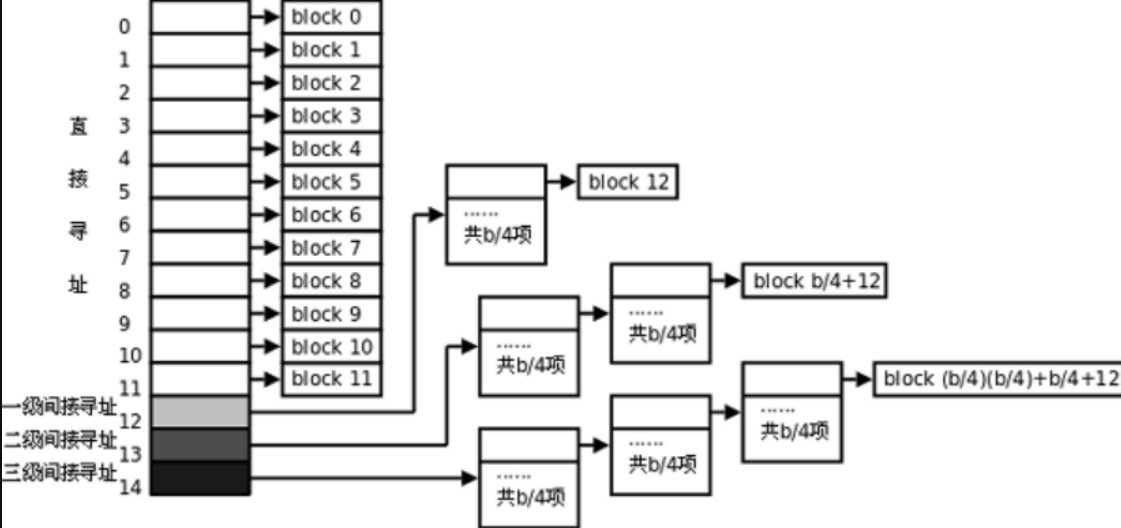 0
1
2
3
4
5
6
7
8
9
10
11
12
13
14
直接寻址
一级间接寻址
二级间接寻址
三级间接寻址
block 0
block 1
block 2
block 3
block 4
block 5
block 6
block 7
block 8
block 9
block 10
block 11
......
共b/4项
block 12
......
共b/4项
......
共b/4项
block b/4+12
......
共b/4项
......
共b/4项
......
共b/4项
block (b/4)(b/4)+b/4+12